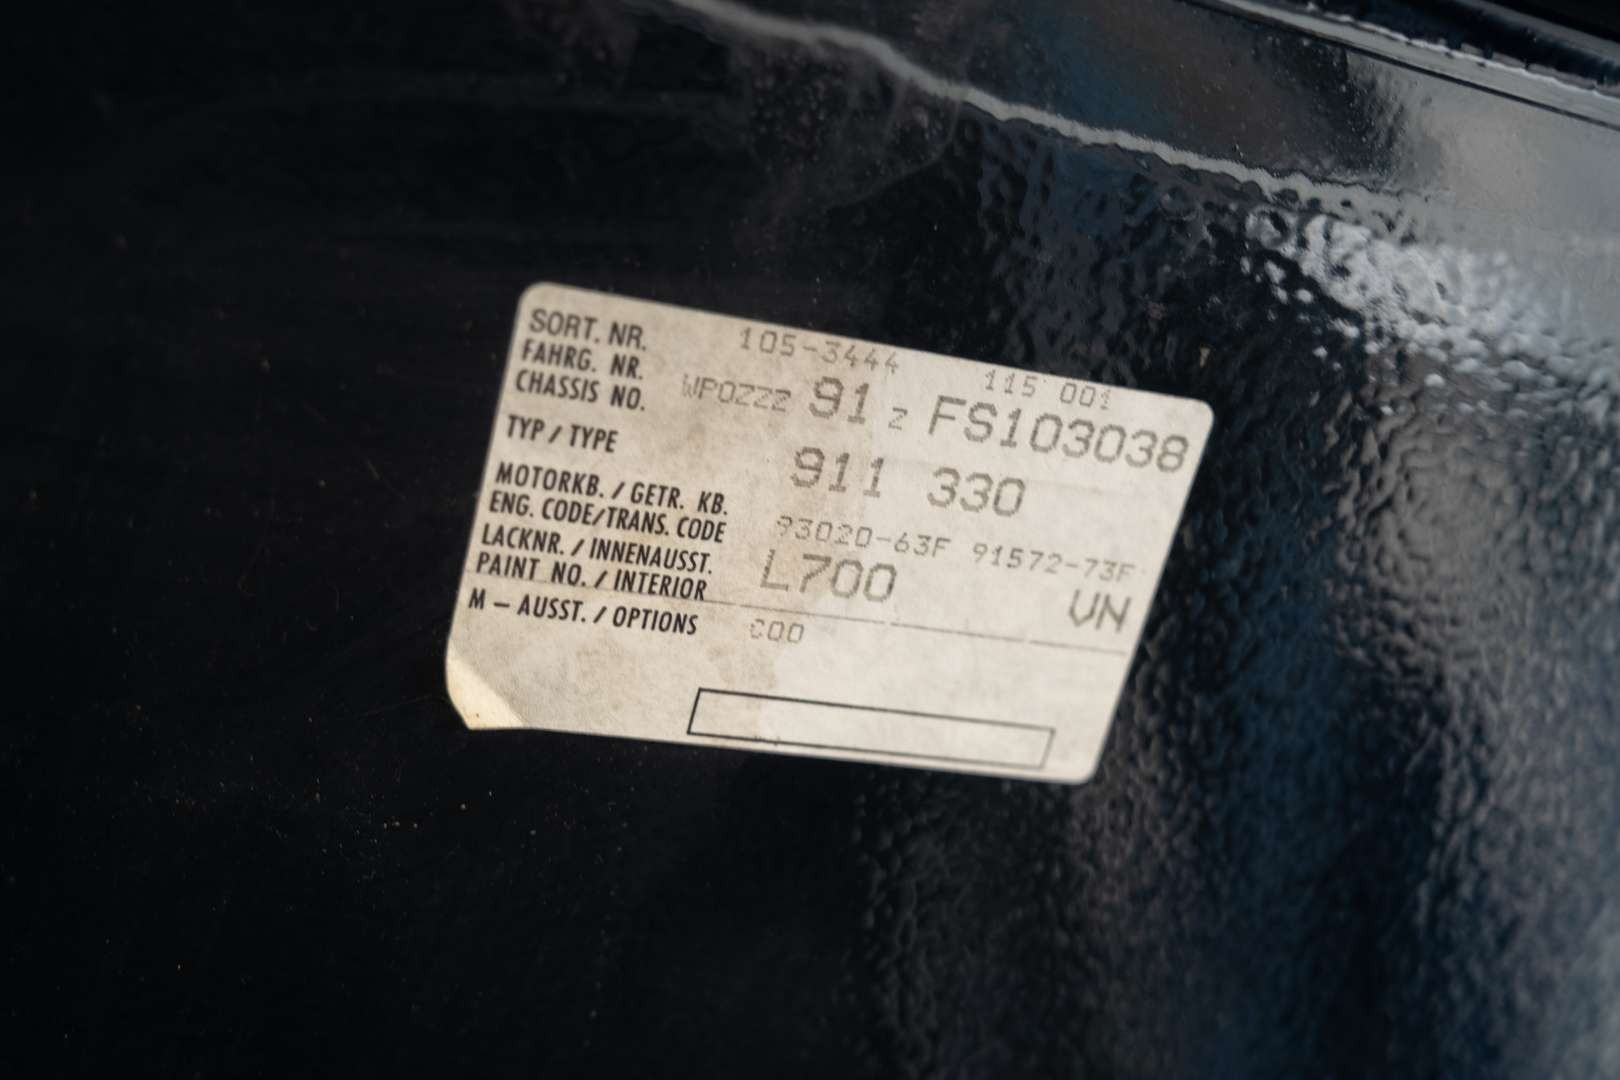 SORT. NR. 105-3444 115 001
FAHRG. NR.
CHASSIS NO. WP0ZZZ 91 Z FS103038
TYP / TYPE 911 330
MOTORKB. / GETR. KB.
ENG. CODE/TRANS. CODE 93020-63F 91572-73F
LACKNR. / INNENAUSST.
PAINT NO. / INTERIOR L700 VN
M – AUSST. / OPTIONS C00